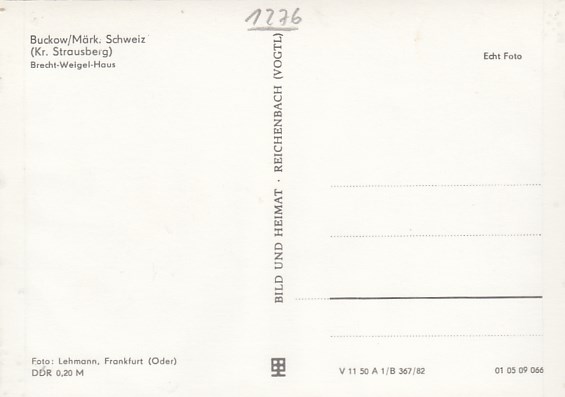 1276
Buckow/Märk. Schweiz
(Kr. Strausberg)
Brecht-Weigel-Haus
Echt Foto
BILD UND HEIMAT · REICHENBACH (VOGTL)
Foto: Lehmann, Frankfurt (Oder)
DDR 0,20 M
V 11 50 A 1/B 367/82
01 05 09 066